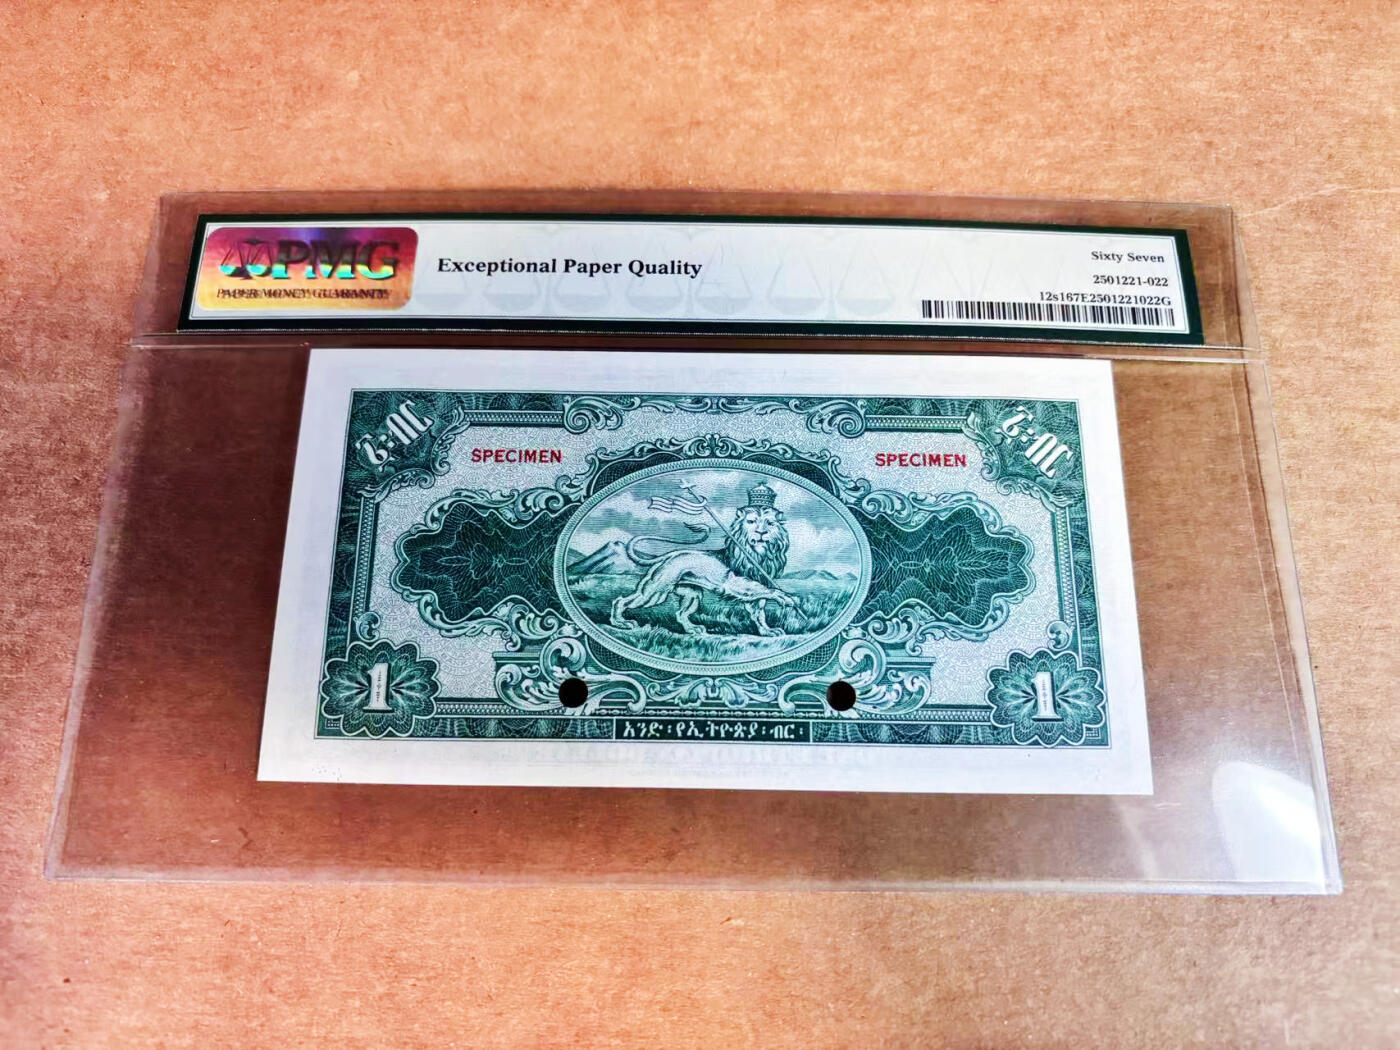 PMG
PAPER MONEY GUARANTY
Exceptional Paper Quality
Sixty Seven
2501221-022
12s167E2501221022G
፩፡ብር
፩፡ብር
SPECIMEN
SPECIMEN
1
1
አንድ፡የኢትዮጵያ፡ብር፡